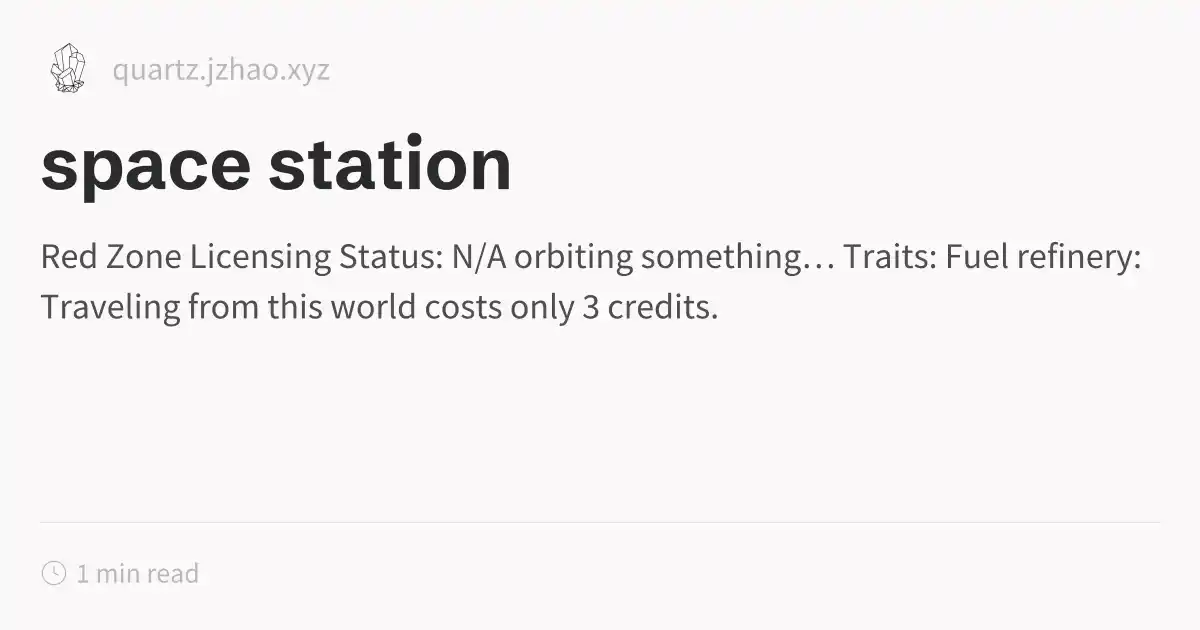 quartz.jzhao.xyz
space station
Red Zone Licensing Status: N/A orbiting something… Traits: Fuel refinery:
Traveling from this world costs only 3 credits.
1 min read